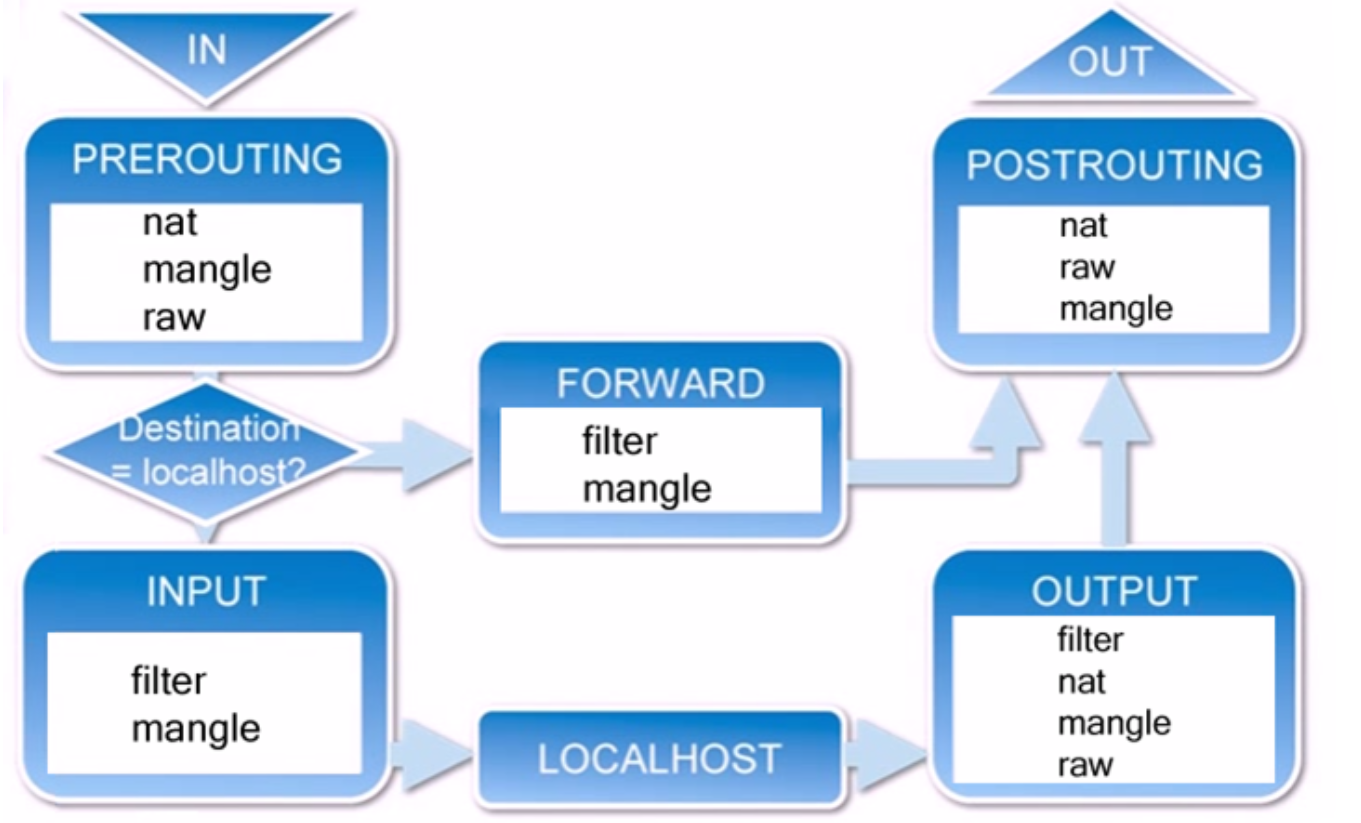 IN
PREROUTING
nat
mangle
raw
Destination
= localhost?
INPUT
filter
mangle
FORWARD
filter
mangle
LOCALHOST
OUT
POSTROUTING
nat
raw
mangle
OUTPUT
filter
nat
mangle
raw